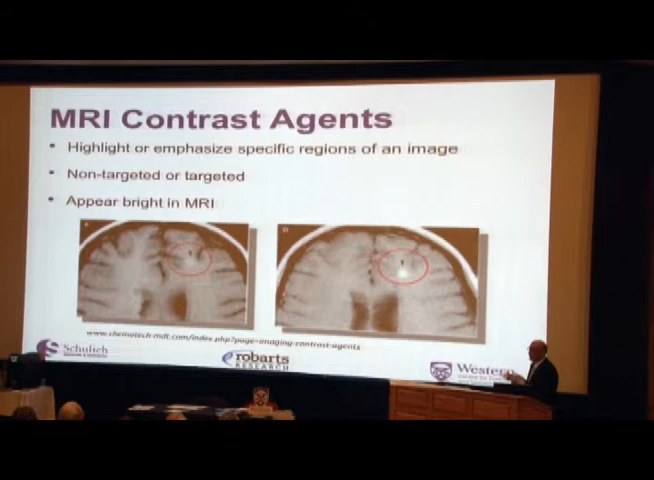 MRI Contrast Agents
• Highlight or emphasize specific regions of an image
• Non-targeted or targeted
• Appear bright in MRI
www.chemotech-mdt.com/index.php?page=imaging-contrast-agents
Schulich
robarts
RESEARCH
Western